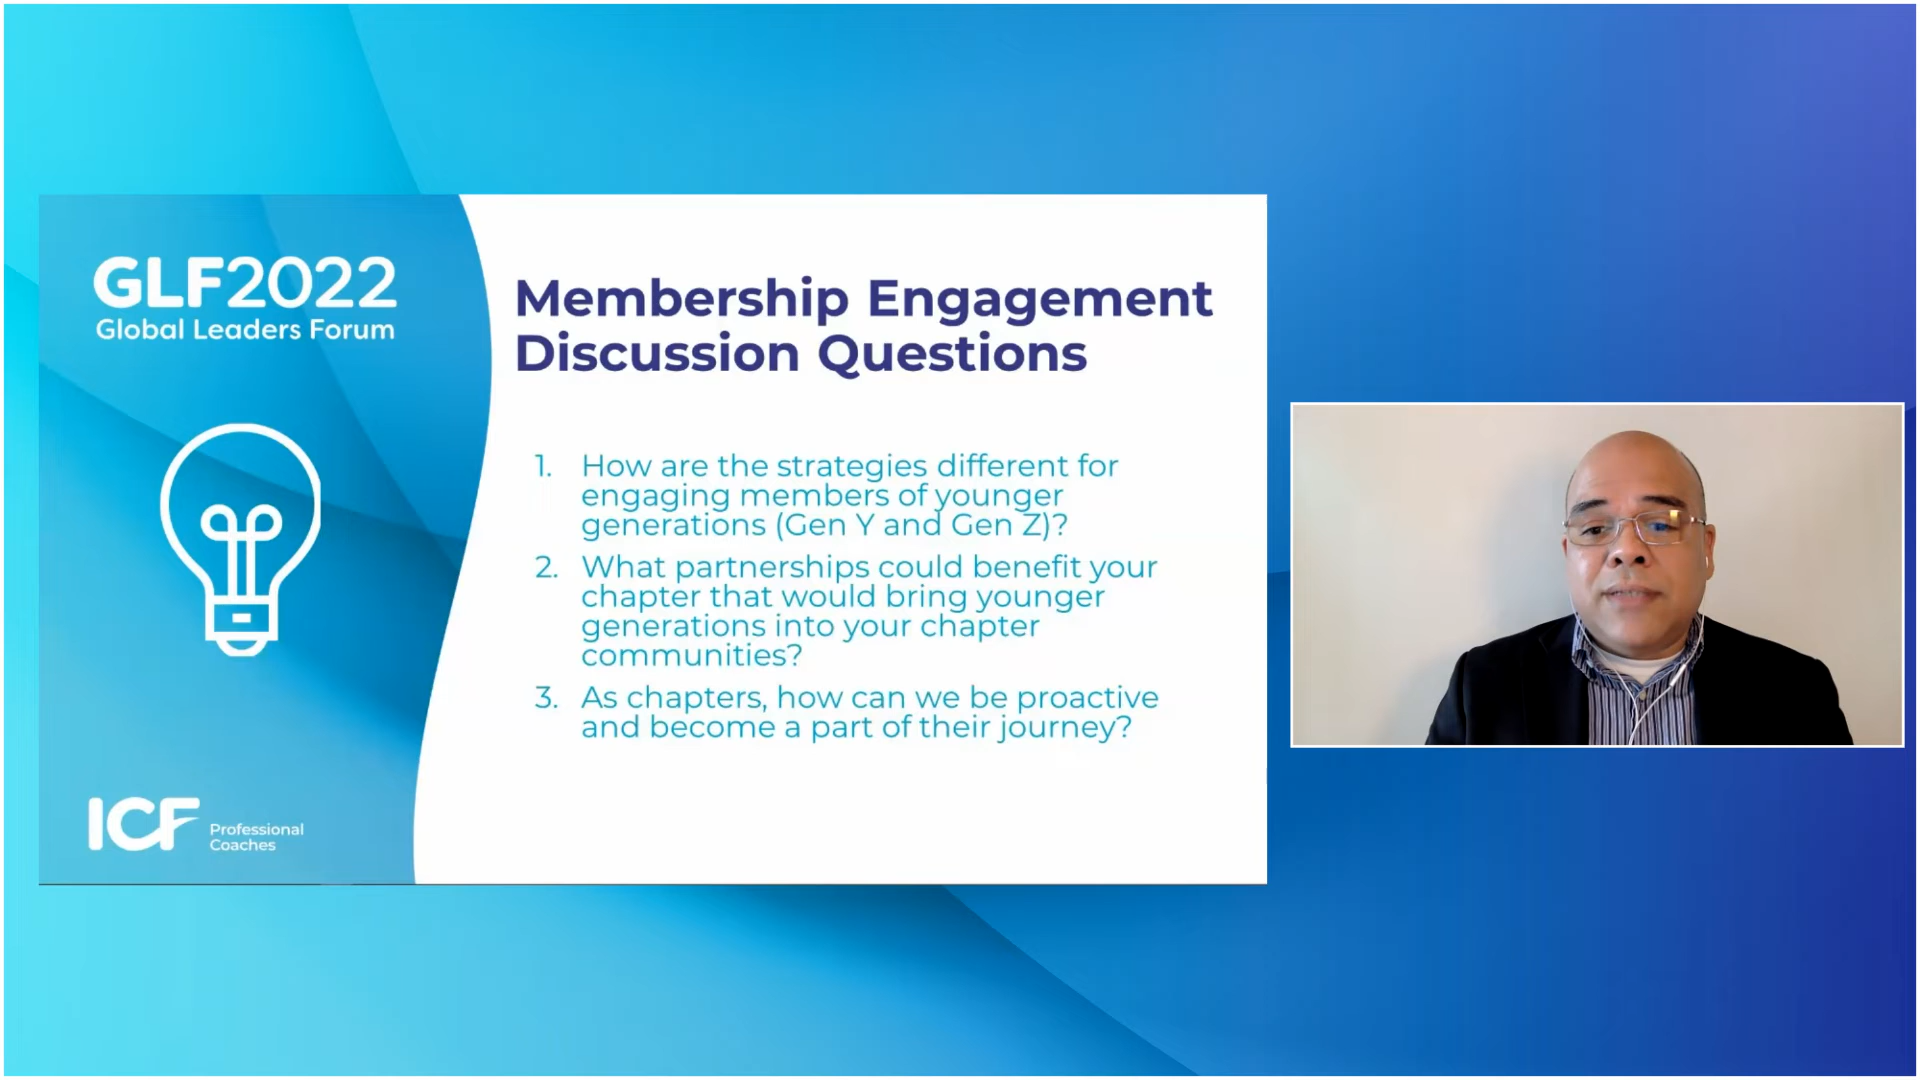 GLF2022
Global Leaders Forum
Membership Engagement
Discussion Questions
1. How are the strategies different for
engaging members of younger
generations (Gen Y and Gen Z)?
2. What partnerships could benefit your
chapter that would bring younger
generations into your chapter
communities?
3. As chapters, how can we be proactive
and become a part of their journey?
ICF Professional
Coaches